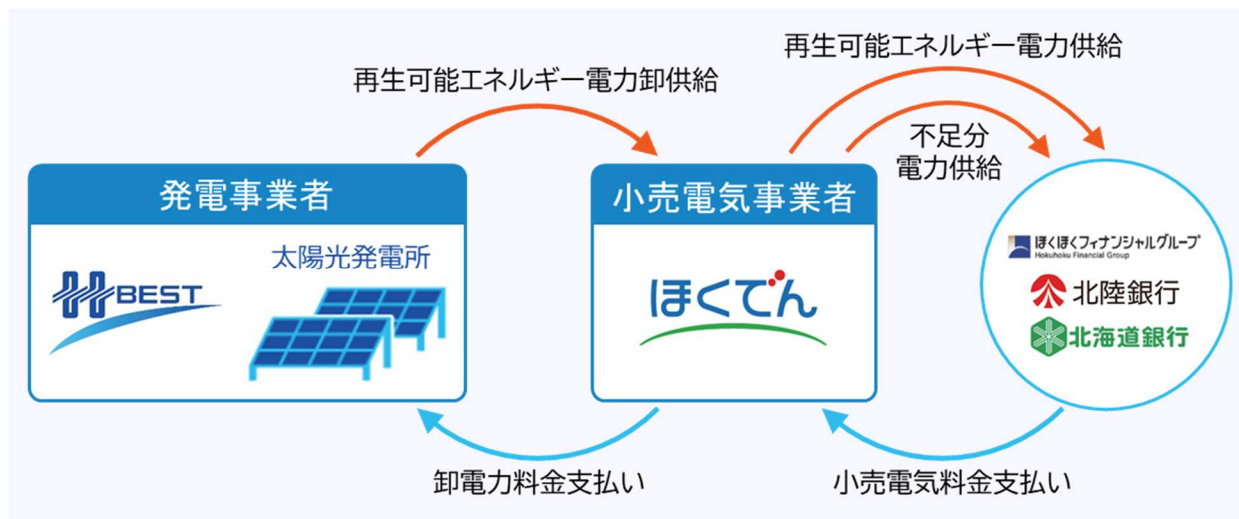 再生可能エネルギー電力供給
再生可能エネルギー電力卸供給
不足分
電力供給
発電事業者
小売電気事業者
太陽光発電所
BEST
ほくでん
ほくほくフィナンシャルグループ
Hokuhoku Financial Group
北陸銀行
北海道銀行
卸電力料金支払い
小売電気料金支払い